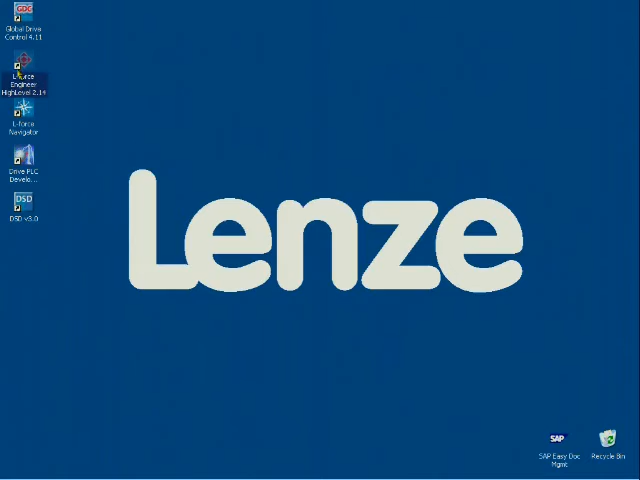 GDC
Global Drive
Control 4.11
L-force
Engineer
HighLevel 2.14
L-force
Navigator
Drive PLC
Develo...
DSD
DSD v3.0
Lenze
SAP
SAP Easy Doc
Mgmt
Recycle Bin